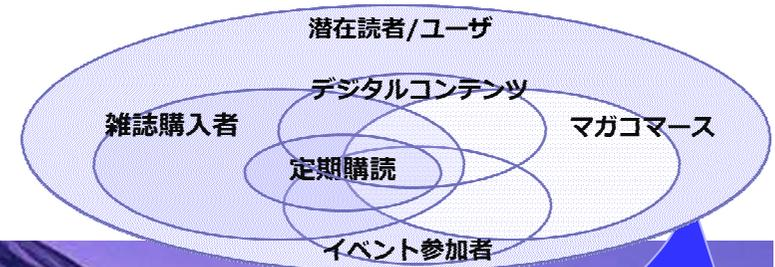 潜在読者/ユーザ
デジタルコンテンツ
雑誌購入者
マガコマース
定期購読
イベント参加者